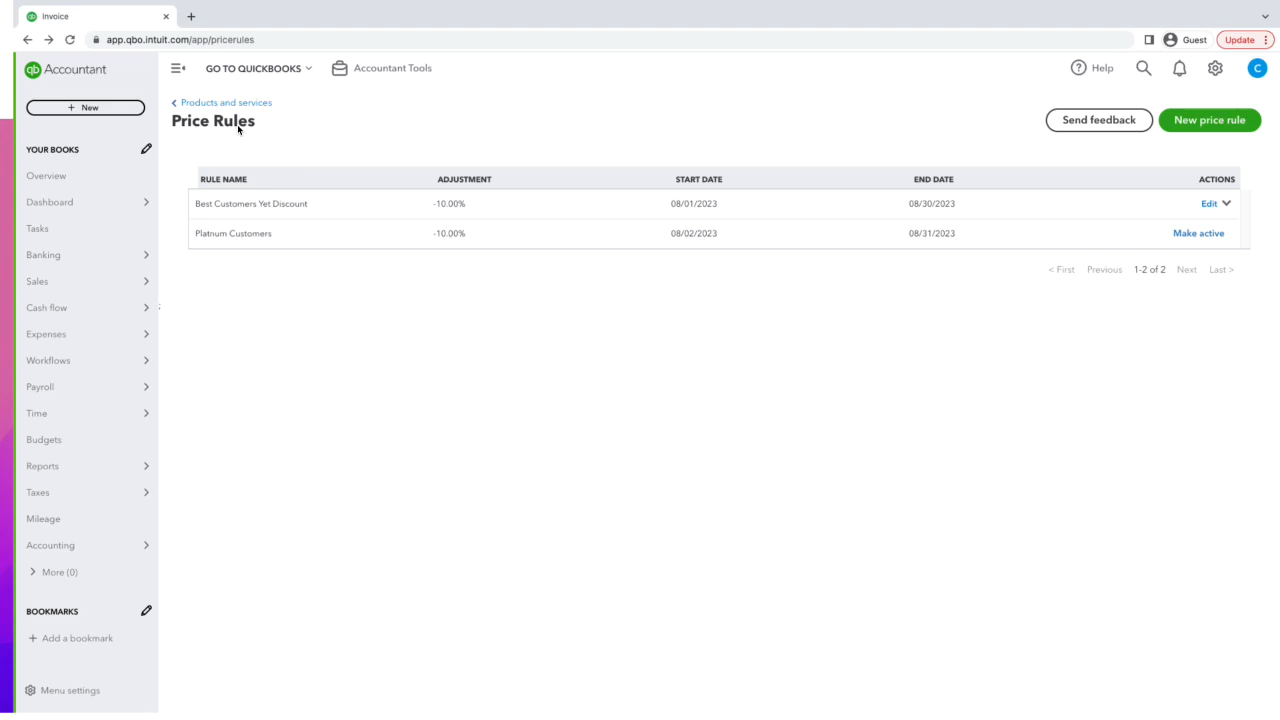 Invoice
app.qbo.intuit.com/app/pricerules
Guest
Update
qb Accountant
GO TO QUICKBOOKS
Accountant Tools
Help
C
+ New
< Products and services
Price Rules
Send feedback
New price rule
YOUR BOOKS
Overview
Dashboard
Tasks
Banking
Sales
Cash flow
Expenses
Workflows
Payroll
Time
Budgets
Reports
Taxes
Mileage
Accounting
More (0)
BOOKMARKS
+ Add a bookmark
Menu settings
RULE NAME ADJUSTMENT START DATE END DATE ACTIONS
Best Customers Yet Discount -10.00% 08/01/2023 08/30/2023 Edit
Platnum Customers -10.00% 08/02/2023 08/31/2023 Make active
< First Previous 1-2 of 2 Next Last >